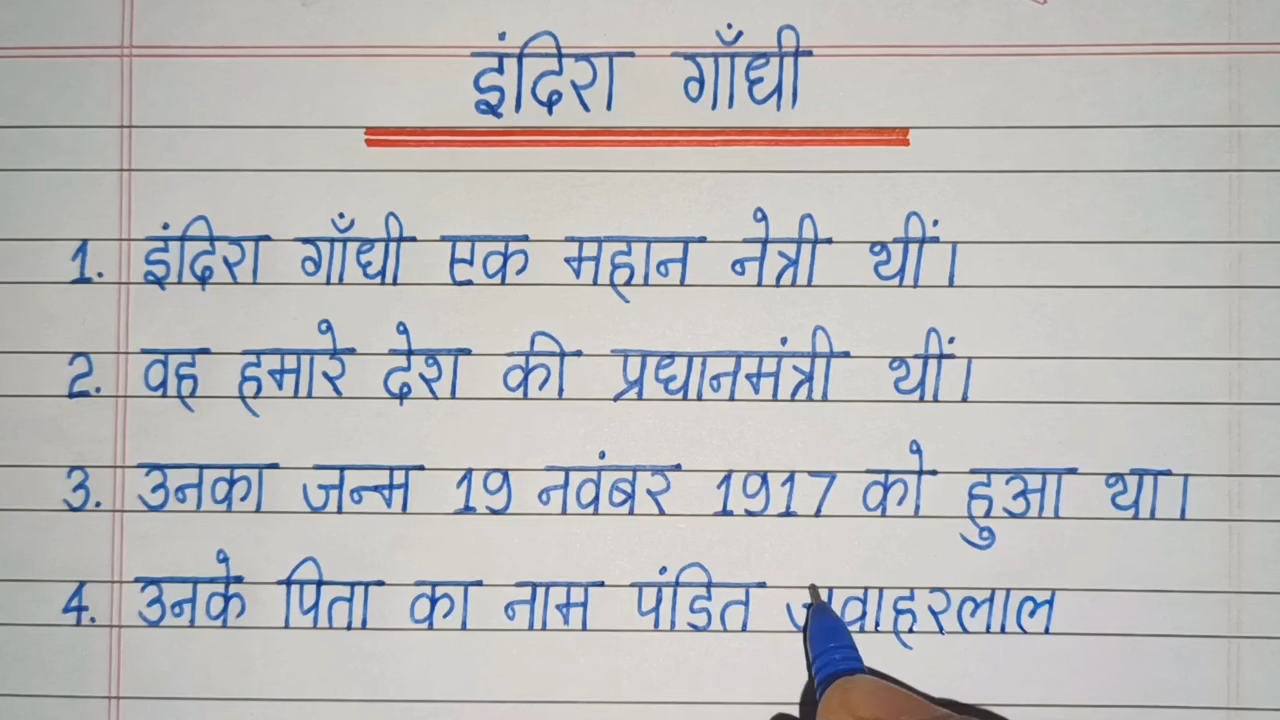 इंदिरा गाँधी
1. इंदिरा गाँधी एक महान नेत्री थीं।
2. वह हमारे देश की प्रधानमंत्री थीं।
3. उनका जन्म 19 नवंबर 1917 को हुआ था।
4. उनके पिता का नाम पंडित जवाहरलाल